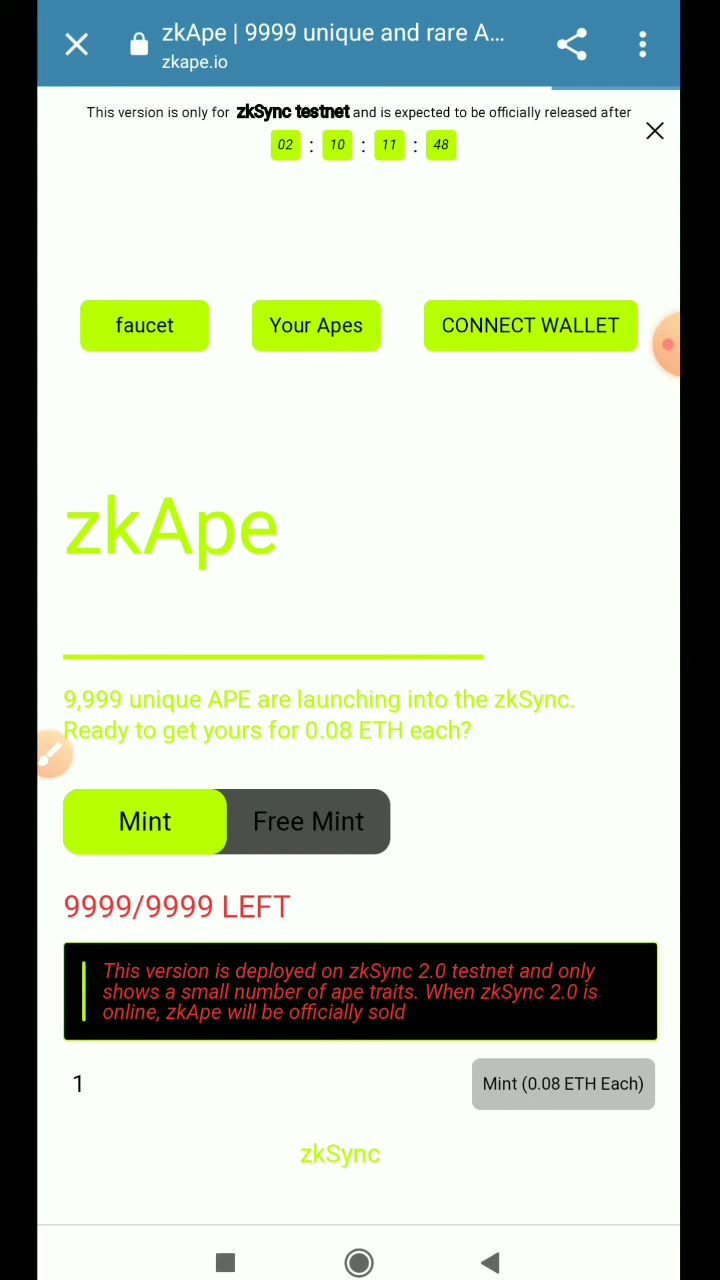 zkApe | 9999 unique and rare A...
zkape.io
This version is only for zkSync testnet and is expected to be officially released after
02 : 10 : 11 : 48
faucet
Your Apes
CONNECT WALLET
zkApe
9,999 unique APE are launching into the zkSync.
Ready to get yours for 0.08 ETH each?
Mint
Free Mint
9999/9999 LEFT
This version is deployed on zkSync 2.0 testnet and only
shows a small number of ape traits. When zkSync 2.0 is
online, zkApe will be officially sold
1
Mint (0.08 ETH Each)
zkSync